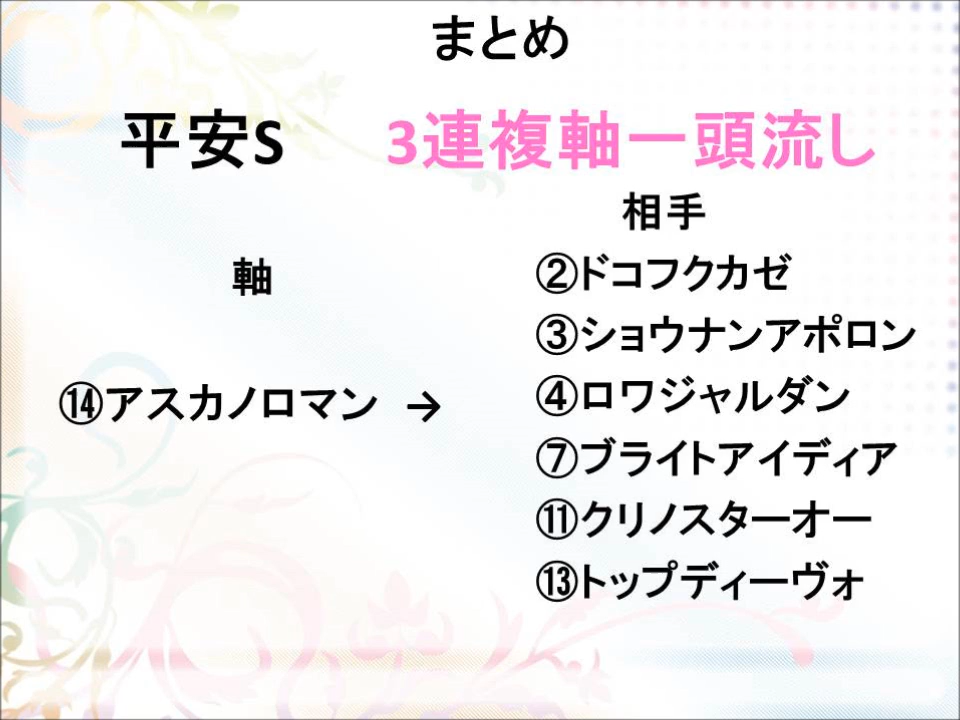 まとめ
平安S 3連複軸一頭流し
相手
軸
②ドコフクカゼ
③ショウナンアポロン
⑭アスカノロマン →
④ロワジャルダン
⑦ブライトアイディア
⑪クリノスターオー
⑬トップディーヴォ